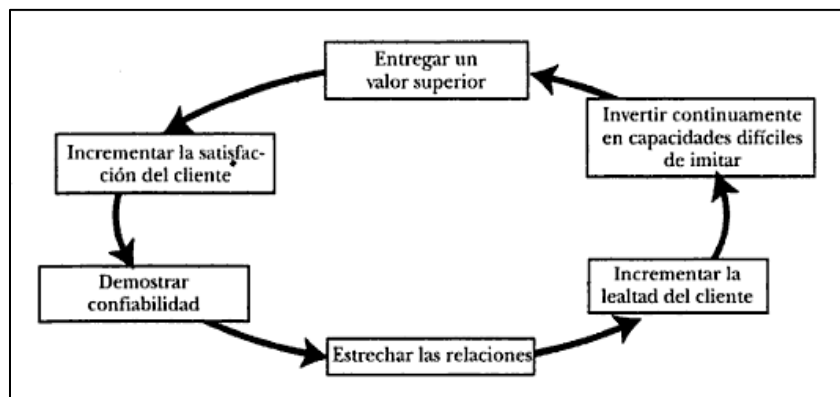 Entregar un
valor superior
Invertir continuamente
en capacidades difíciles
de imitar
Incrementar la satisfac-
ción del cliente
Demostrar
confiabilidad
Incrementar la
lealtad del cliente
Estrechar las relaciones